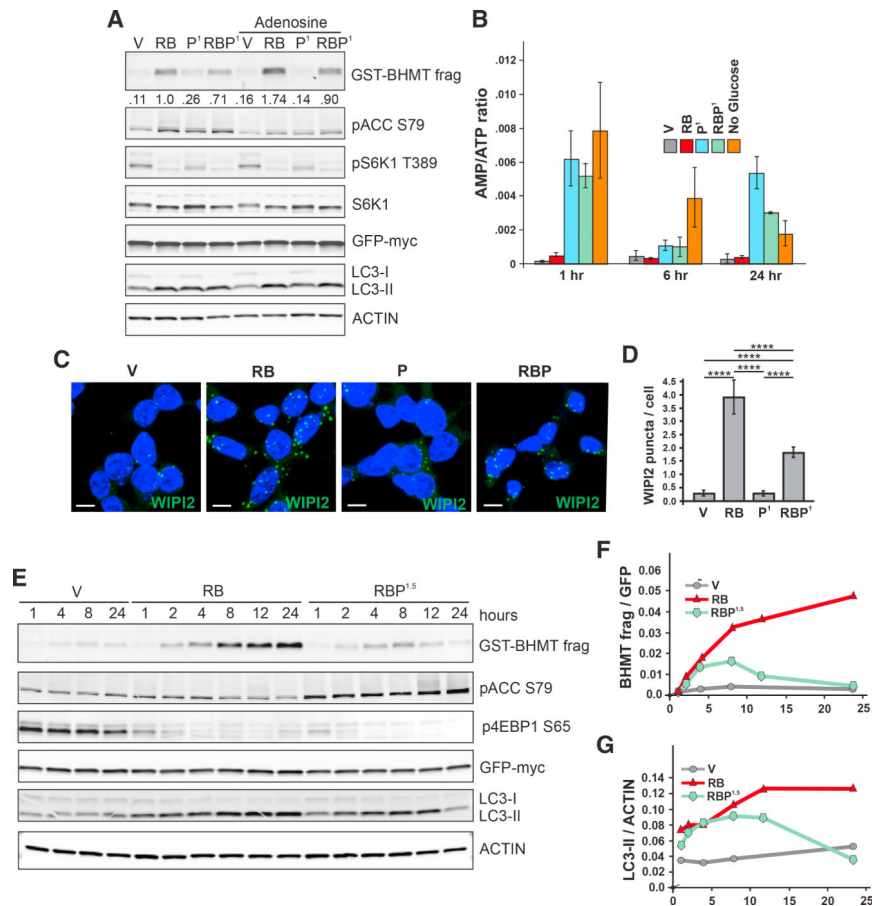 A
Adenosine
V RB P¹ RBP¹ V RB P¹ RBP¹
GST-BHMT frag
.11 1.0 .26 .71 .16 1.74 .14 .90
pACC S79
pS6K1 T389
S6K1
GFP-myc
LC3-I
LC3-II
ACTIN
B
AMP/ATP ratio
.012
.010
.008
.006
.004
.002
0
V RB P¹ RBP¹ No Glucose
1 hr 6 hr 24 hr
C
V RB P RBP
WIPI2 WIPI2 WIPI2 WIPI2
D
****
****
**** **** ****
WIPI2 puncta / cell
4.5
4.0
3.5
3.0
2.5
2.0
1.5
1.0
0.5
0.0
V RB P¹ RBP¹
E
V RB RBP¹·⁵
1 4 8 24 1 2 4 8 12 24 1 2 4 8 12 24 hours
GST-BHMT frag
pACC S79
p4EBP1 S65
GFP-myc
LC3-I
LC3-II
ACTIN
F
BHMT frag / GFP
0.06
0.05
0.04
0.03
0.02
0.01
0.0
V
RB
RBP¹·⁵
0 5 10 15 20 25
G
LC3-II / ACTIN
0.14
0.12
0.10
0.08
0.06
0.04
0.02
0.0
V
RB
RBP¹·⁵
0 5 10 15 20 25